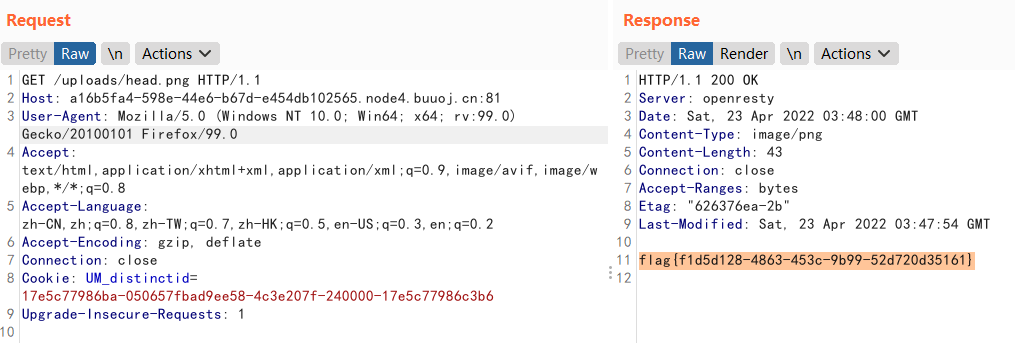 Request
Pretty Raw \n Actions
1 GET /uploads/head.png HTTP/1.1
2 Host: a16b5fa4-598e-44e6-b67d-e454db102565.node4.buuoj.cn:81
3 User-Agent: Mozilla/5.0 (Windows NT 10.0; Win64; x64; rv:99.0)
Gecko/20100101 Firefox/99.0
4 Accept:
text/html,application/xhtml+xml,application/xml;q=0.9,image/avif,image/w
ebp,*/*;q=0.8
5 Accept-Language:
zh-CN,zh;q=0.8,zh-TW;q=0.7,zh-HK;q=0.5,en-US;q=0.3,en;q=0.2
6 Accept-Encoding: gzip, deflate
7 Connection: close
8 Cookie: UM_distinctid=
17e5c77986ba-050657fbad9ee58-4c3e207f-240000-17e5c77986c3b6
9 Upgrade-Insecure-Requests: 1
10
Response
Pretty Raw Render \n Actions
1 HTTP/1.1 200 OK
2 Server: openresty
3 Date: Sat, 23 Apr 2022 03:48:00 GMT
4 Content-Type: image/png
5 Content-Length: 43
6 Connection: close
7 Accept-Ranges: bytes
8 Etag: "626376ea-2b"
9 Last-Modified: Sat, 23 Apr 2022 03:47:54 GMT
10
11 flag{f1d5d128-4863-453c-9b99-52d720d35161}
12